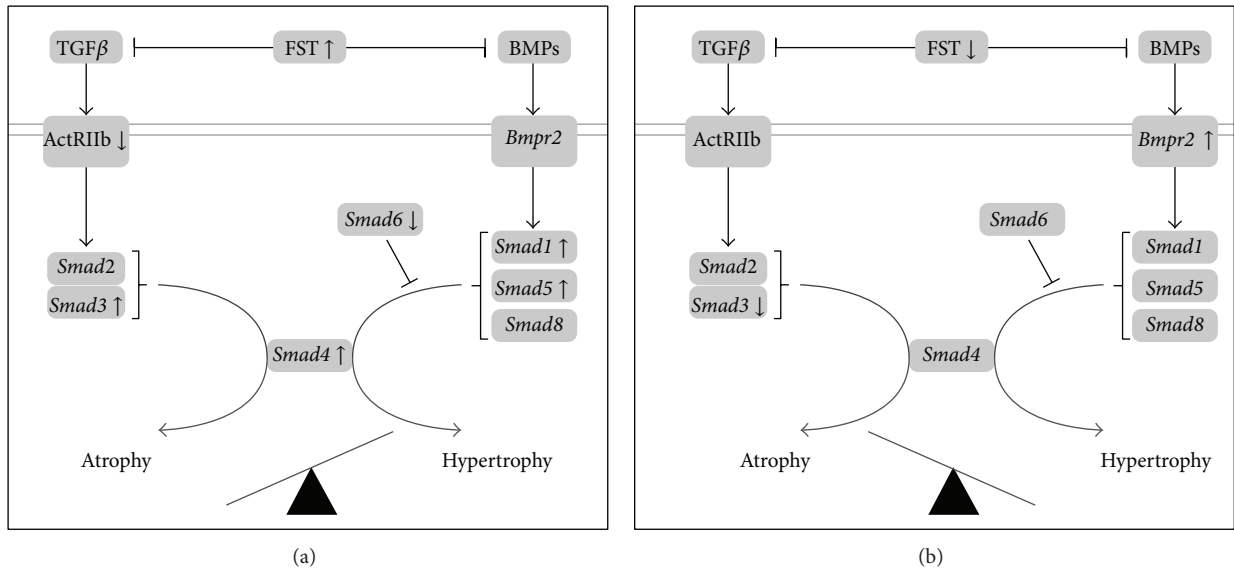 TGFβ
FST ↑
BMPs
ActRIIb ↓
Bmpr2
Smad6 ↓
Smad1 ↑
Smad2
Smad5 ↑
Smad3 ↑
Smad8
Smad4 ↑
Atrophy
Hypertrophy
(a)
TGFβ
FST ↓
BMPs
ActRIIb
Bmpr2 ↑
Smad6
Smad1
Smad2
Smad5
Smad3 ↓
Smad8
Smad4
Atrophy
Hypertrophy
(b)